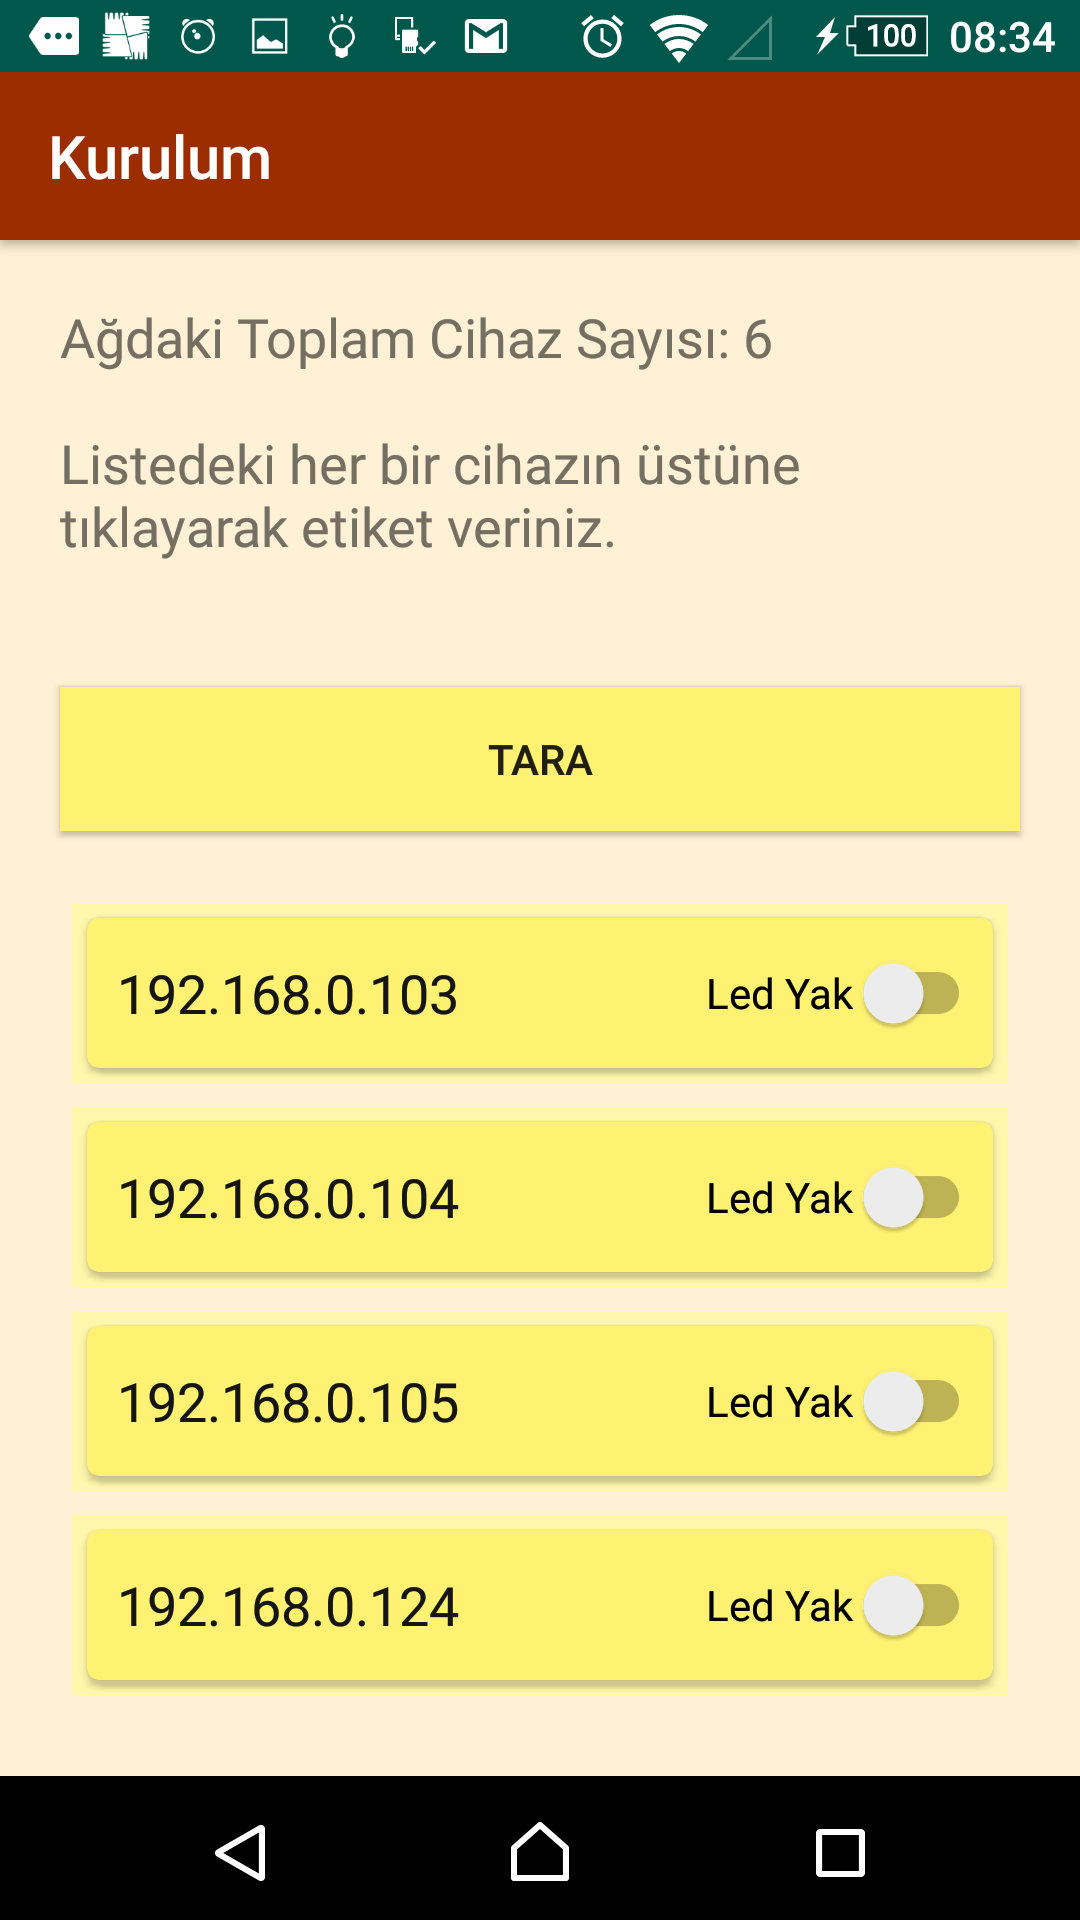 100 08:34
Kurulum
Ağdaki Toplam Cihaz Sayısı: 6
Listedeki her bir cihazın üstüne
tıklayarak etiket veriniz.
TARA
192.168.0.103 Led Yak
192.168.0.104 Led Yak
192.168.0.105 Led Yak
192.168.0.124 Led Yak